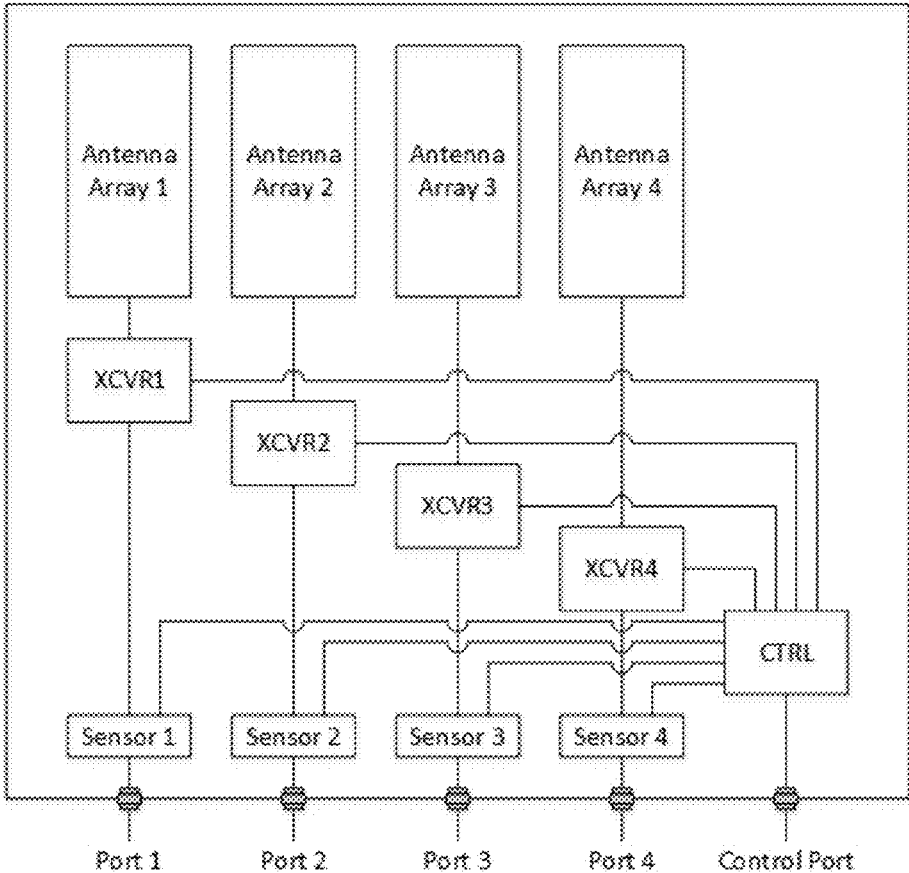 Antenna
Array 1
Antenna
Array 2
Antenna
Array 3
Antenna
Array 4
XCVR1
XCVR2
XCVR3
XCVR4
CTRL
Sensor 1
Sensor 2
Sensor 3
Sensor 4
Port 1
Port 2
Port 3
Port 4
Control Port